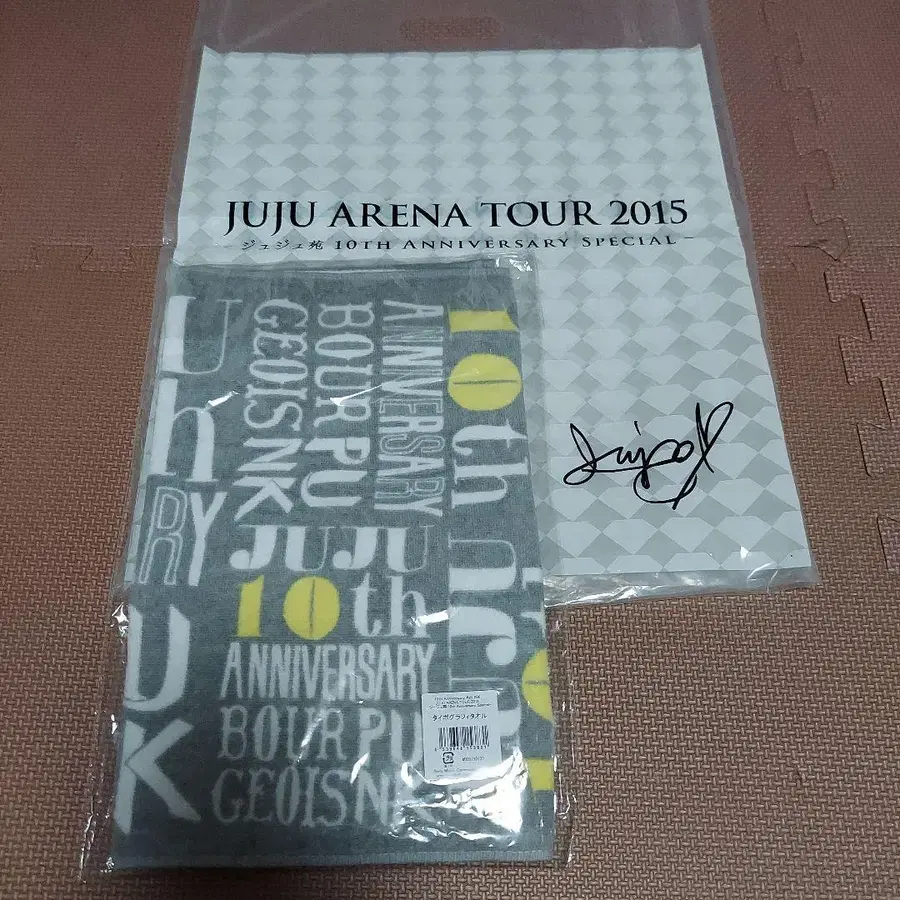 JUJU ARENA TOUR 2015
－ジュジュ苑 10TH ANNIVERSARY SPECIAL－
10th
ANNIVERSARY
BOUR PU
GEOISNK
U
h
RY
U
K
JUJU
10th
ANNIVERSARY
BOUR PU
GEOISNK
タイポグラフィタオル